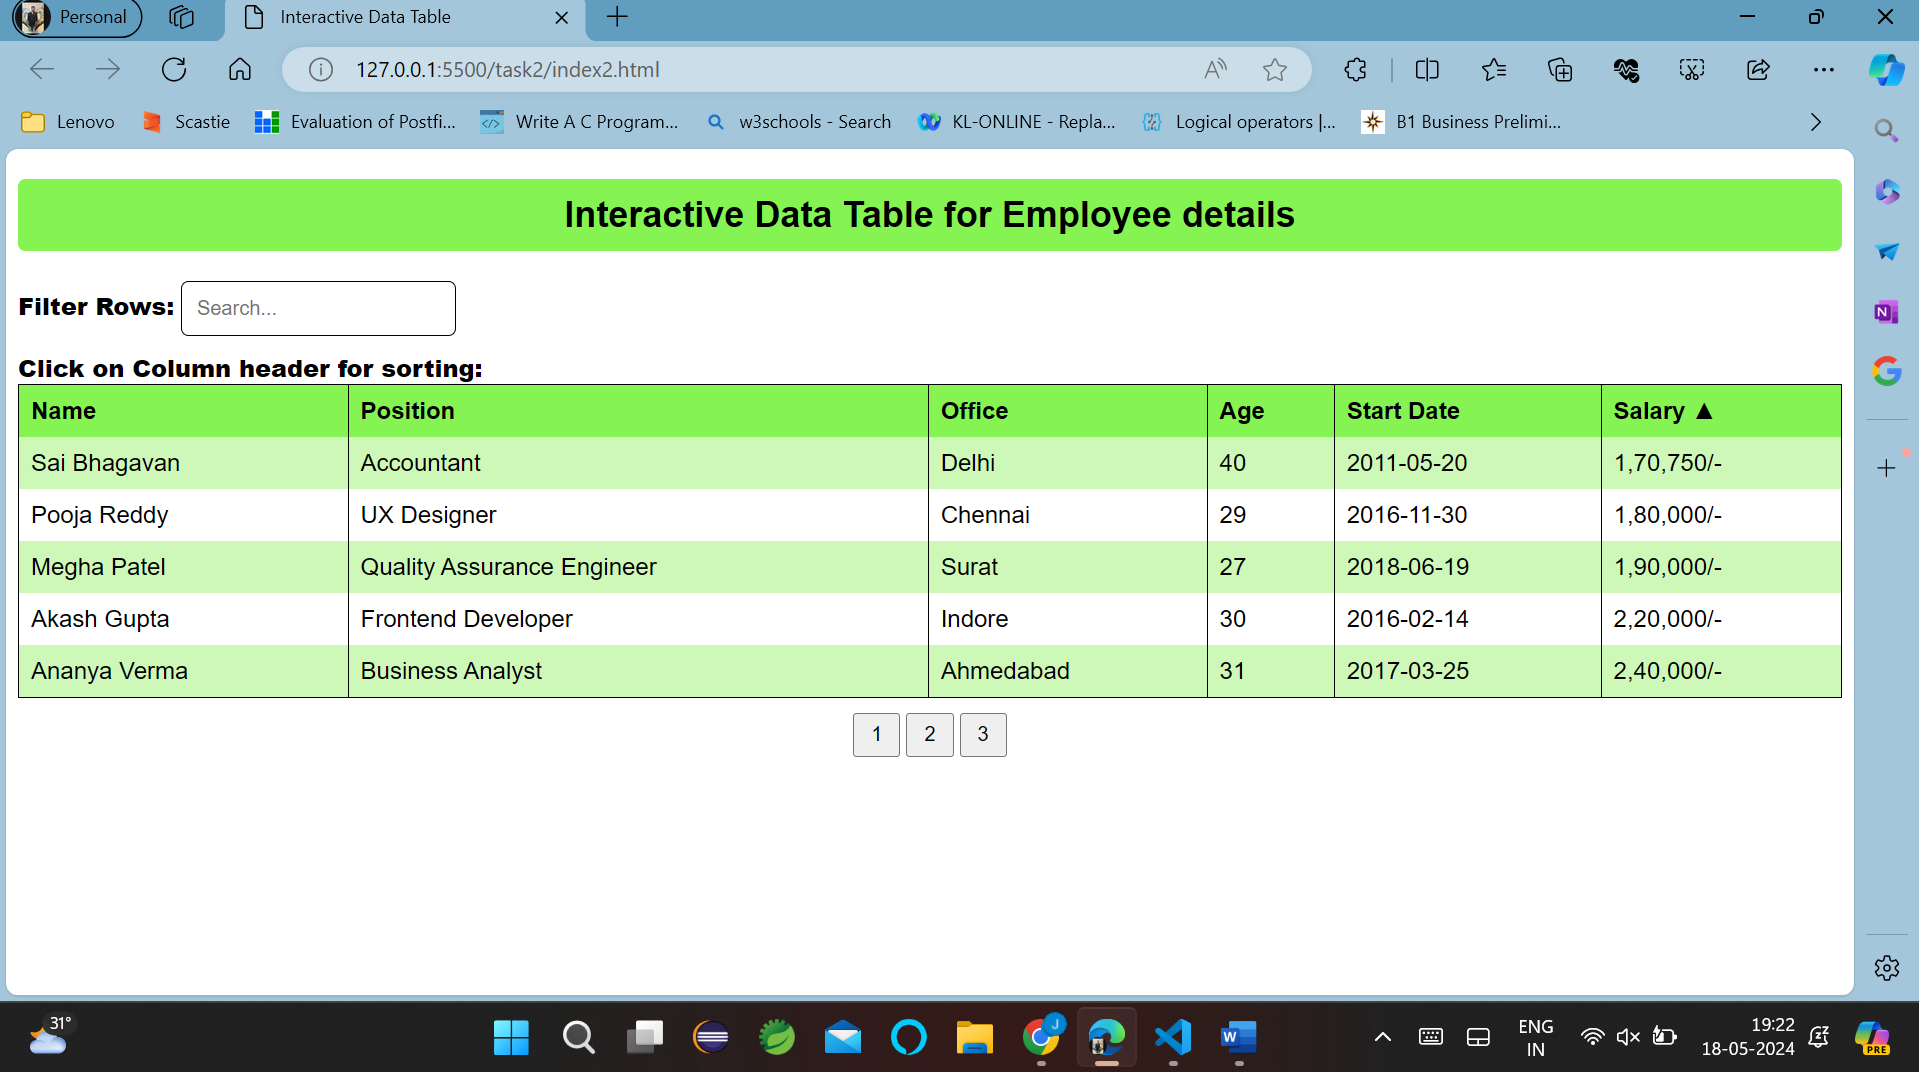 Personal
Interactive Data Table
127.0.0.1:5500/task2/index2.html
Lenovo
Scastie
Evaluation of Postfi...
Write A C Program...
w3schools - Search
KL-ONLINE - Repla...
Logical operators |...
B1 Business Prelimi...
Interactive Data Table for Employee details
Filter Rows: Search...
Click on Column header for sorting:
Name Position Office Age Start Date Salary ▲
Sai Bhagavan Accountant Delhi 40 2011-05-20 1,70,750/-
Pooja Reddy UX Designer Chennai 29 2016-11-30 1,80,000/-
Megha Patel Quality Assurance Engineer Surat 27 2018-06-19 1,90,000/-
Akash Gupta Frontend Developer Indore 30 2016-02-14 2,20,000/-
Ananya Verma Business Analyst Ahmedabad 31 2017-03-25 2,40,000/-
1 2 3
31°
J
W
ENG
IN
19:22
18-05-2024
PRE